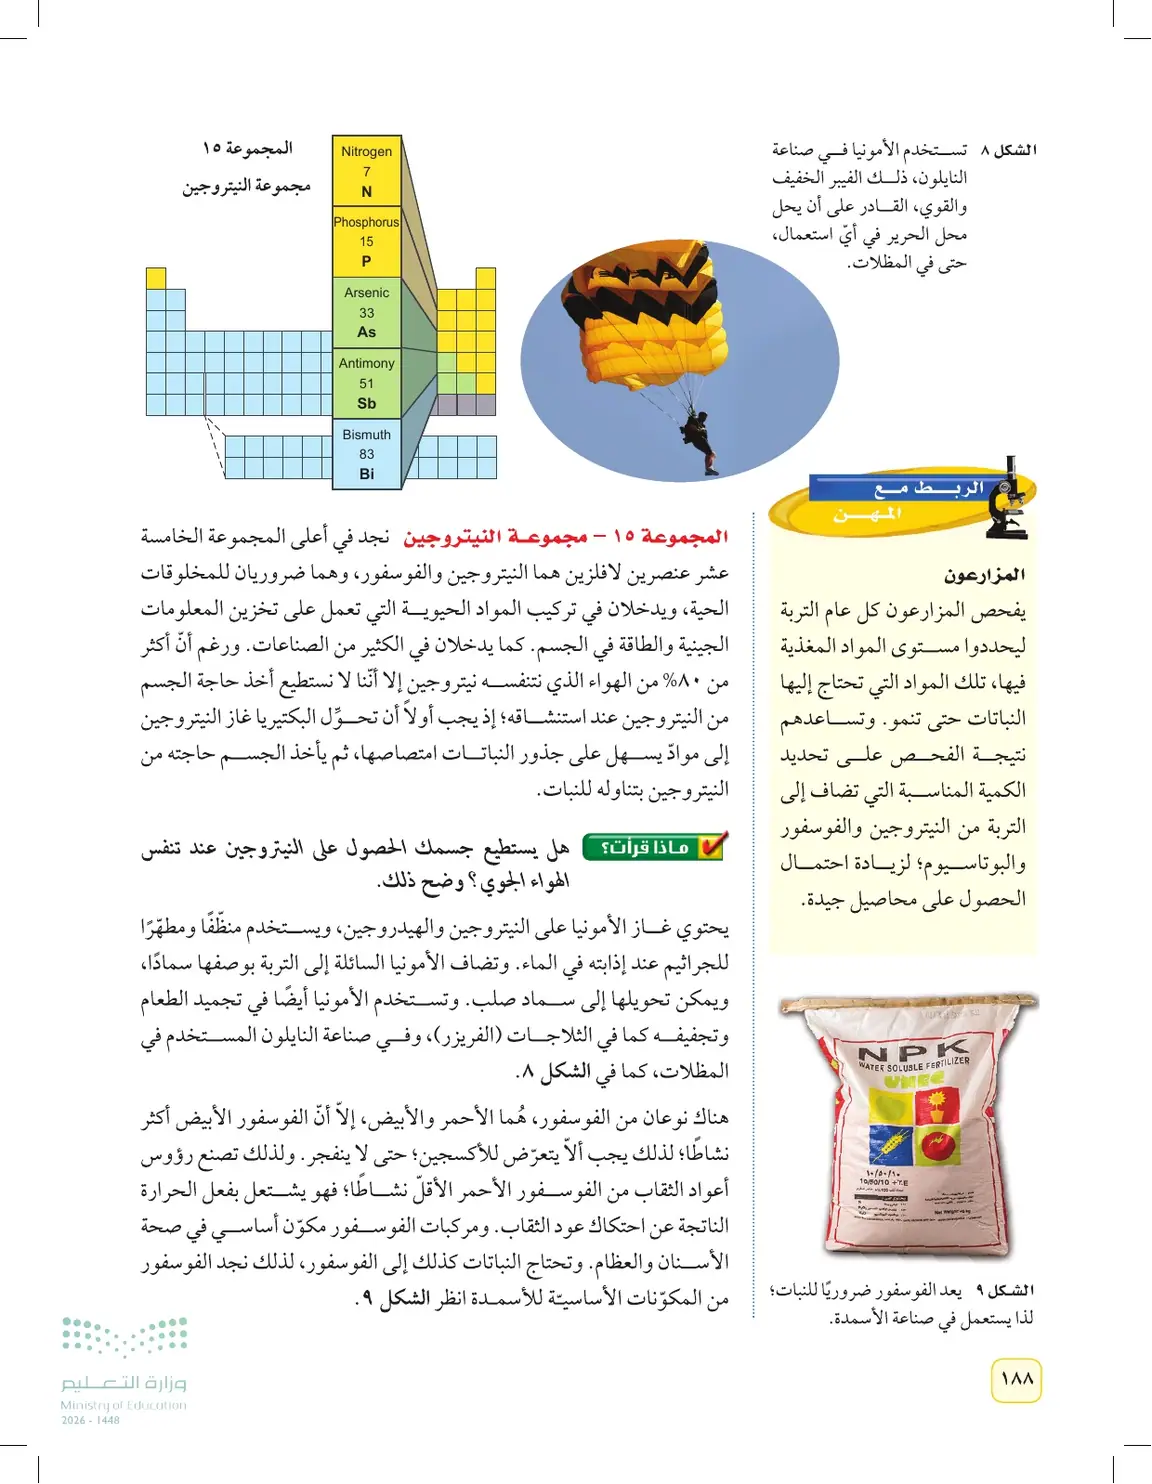 الشكل ٨ تستخدم الأمونيا في صناعة
النايلون، ذلك الفيبر الخفيف
والقوي، القادر على أن يحل
محل الحرير في أيّ استعمال،
حتى في المظلات.
المجموعة ١٥
مجموعة النيتروجين
Nitrogen
7
N
Phosphorus
15
P
Arsenic
33
As
Antimony
51
Sb
Bismuth
83
Bi
الربط مع
المهن
المزارعون
يفحص المزارعون كل عام التربة
ليحددوا مستوى المواد المغذية
فيها، تلك المواد التي تحتاج إليها
النباتات حتى تنمو. وتساعدهم
نتيجة الفحص على تحديد
الكمية المناسبة التي تضاف إلى
التربة من النيتروجين والفوسفور
والبوتاسيوم؛ لزيادة احتمال
الحصول على محاصيل جيدة.
المجموعة ١٥ – مجموعة النيتروجين نجد في أعلى المجموعة الخامسة
عشر عنصرين لافلزين هما النيتروجين والفوسفور، وهما ضروريان للمخلوقات
الحية، ويدخلان في تركيب المواد الحيوية التي تعمل على تخزين المعلومات
الجينية والطاقة في الجسم. كما يدخلان في الكثير من الصناعات. ورغم أنّ أكثر
من ٨٠% من الهواء الذي نتنفسه نيتروجين إلا أنّنا لا نستطيع أخذ حاجة الجسم
من النيتروجين عند استنشاقه؛ إذ يجب أولاً أن تحوِّل البكتيريا غاز النيتروجين
إلى موادّ يسهل على جذور النباتات امتصاصها، ثم يأخذ الجسم حاجته من
النيتروجين بتناوله للنبات.
ماذا قرأت؟ هل يستطيع جسمك الحصول على النيتروجين عند تنفس
الهواء الجوي؟ وضح ذلك.
يحتوي غاز الأمونيا على النيتروجين والهيدروجين، ويستخدم منظّفًا ومطهّرًا
للجراثيم عند إذابته في الماء. وتضاف الأمونيا السائلة إلى التربة بوصفها سمادًا،
ويمكن تحويلها إلى سماد صلب. وتستخدم الأمونيا أيضًا في تجميد الطعام
وتجفيفه كما في الثلاجات (الفريزر)، وفي صناعة النايلون المستخدم في
المظلات، كما في الشكل ٨.
هناك نوعان من الفوسفور، هُما الأحمر والأبيض، إلاّ أنّ الفوسفور الأبيض أكثر
نشاطًا؛ لذلك يجب ألاّ يتعرّض للأكسجين؛ حتى لا ينفجر. ولذلك تصنع رؤوس
أعواد الثقاب من الفوسفور الأحمر الأقلّ نشاطًا؛ فهو يشتعل بفعل الحرارة
الناتجة عن احتكاك عود الثقاب. ومركبات الفوسفور مكوّن أساسي في صحة
الأسنان والعظام. وتحتاج النباتات كذلك إلى الفوسفور، لذلك نجد الفوسفور
من المكوّنات الأساسيّة للأسمدة انظر الشكل ٩.
NPK
WATER SOLUBLE FERTILIZER
UNEC
١٠/٥٠/١٠
10/50/10 +T.E
الشكل ٩ يعد الفوسفور ضروريًا للنبات؛
لذا يستعمل في صناعة الأسمدة.
وزارة التعليم
Ministry of Education
2026 - 1448
١٨٨